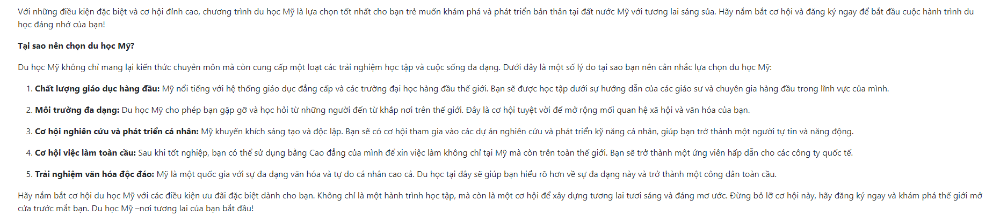 Với những điều kiện đặc biệt và cơ hội đỉnh cao, chương trình du học Mỹ là lựa chọn tốt nhất cho bạn trẻ muốn khám phá và phát triển bản thân tại đất nước Mỹ với tương lai sáng sủa. Hãy nắm bắt cơ hội và đăng ký ngay để bắt đầu cuộc hành trình du
học đáng nhớ của bạn!
Tại sao nên chọn du học Mỹ?
Du học Mỹ không chỉ mang lại kiến thức chuyên môn mà còn cung cấp một loạt các trải nghiệm học tập và cuộc sống đa dạng. Dưới đây là một số lý do tại sao bạn nên cân nhắc lựa chọn du học Mỹ:
1. Chất lượng giáo dục hàng đầu: Mỹ nổi tiếng với hệ thống giáo dục đẳng cấp và các trường đại học hàng đầu thế giới. Bạn sẽ được học tập dưới sự hướng dẫn của các giáo sư và chuyên gia hàng đầu trong lĩnh vực của mình.
2. Môi trường đa dạng: Du học Mỹ cho phép bạn gặp gỡ và học hỏi từ những người đến từ khắp nơi trên thế giới. Đây là cơ hội tuyệt vời để mở rộng mối quan hệ xã hội và văn hóa của bạn.
3. Cơ hội nghiên cứu và phát triển cá nhân: Mỹ khuyến khích sáng tạo và độc lập. Bạn sẽ có cơ hội tham gia vào các dự án nghiên cứu và phát triển kỹ năng cá nhân, giúp bạn trở thành một người tự tin và năng động.
4. Cơ hội việc làm toàn cầu: Sau khi tốt nghiệp, bạn có thể sử dụng bằng Cao đẳng của mình để xin việc làm không chỉ tại Mỹ mà còn trên toàn thế giới. Bạn sẽ trở thành một ứng viên hấp dẫn cho các công ty quốc tế.
5. Trải nghiệm văn hóa độc đáo: Mỹ là một quốc gia với sự đa dạng văn hóa và tự do cá nhân cao cả. Du học tại đây sẽ giúp bạn hiểu rõ hơn về sự đa dạng này và trở thành một công dân toàn cầu.
Hãy nắm bắt cơ hội du học Mỹ với các điều kiện ưu đãi đặc biệt dành cho bạn. Không chỉ là một hành trình học tập, mà còn là một cơ hội để xây dựng tương lai tươi sáng và đáng mơ ước. Đừng bỏ lỡ cơ hội này, hãy đăng ký ngay và khám phá thế giới mở
cửa trước mắt bạn. Du học Mỹ –nơi tương lai của bạn bắt đầu!